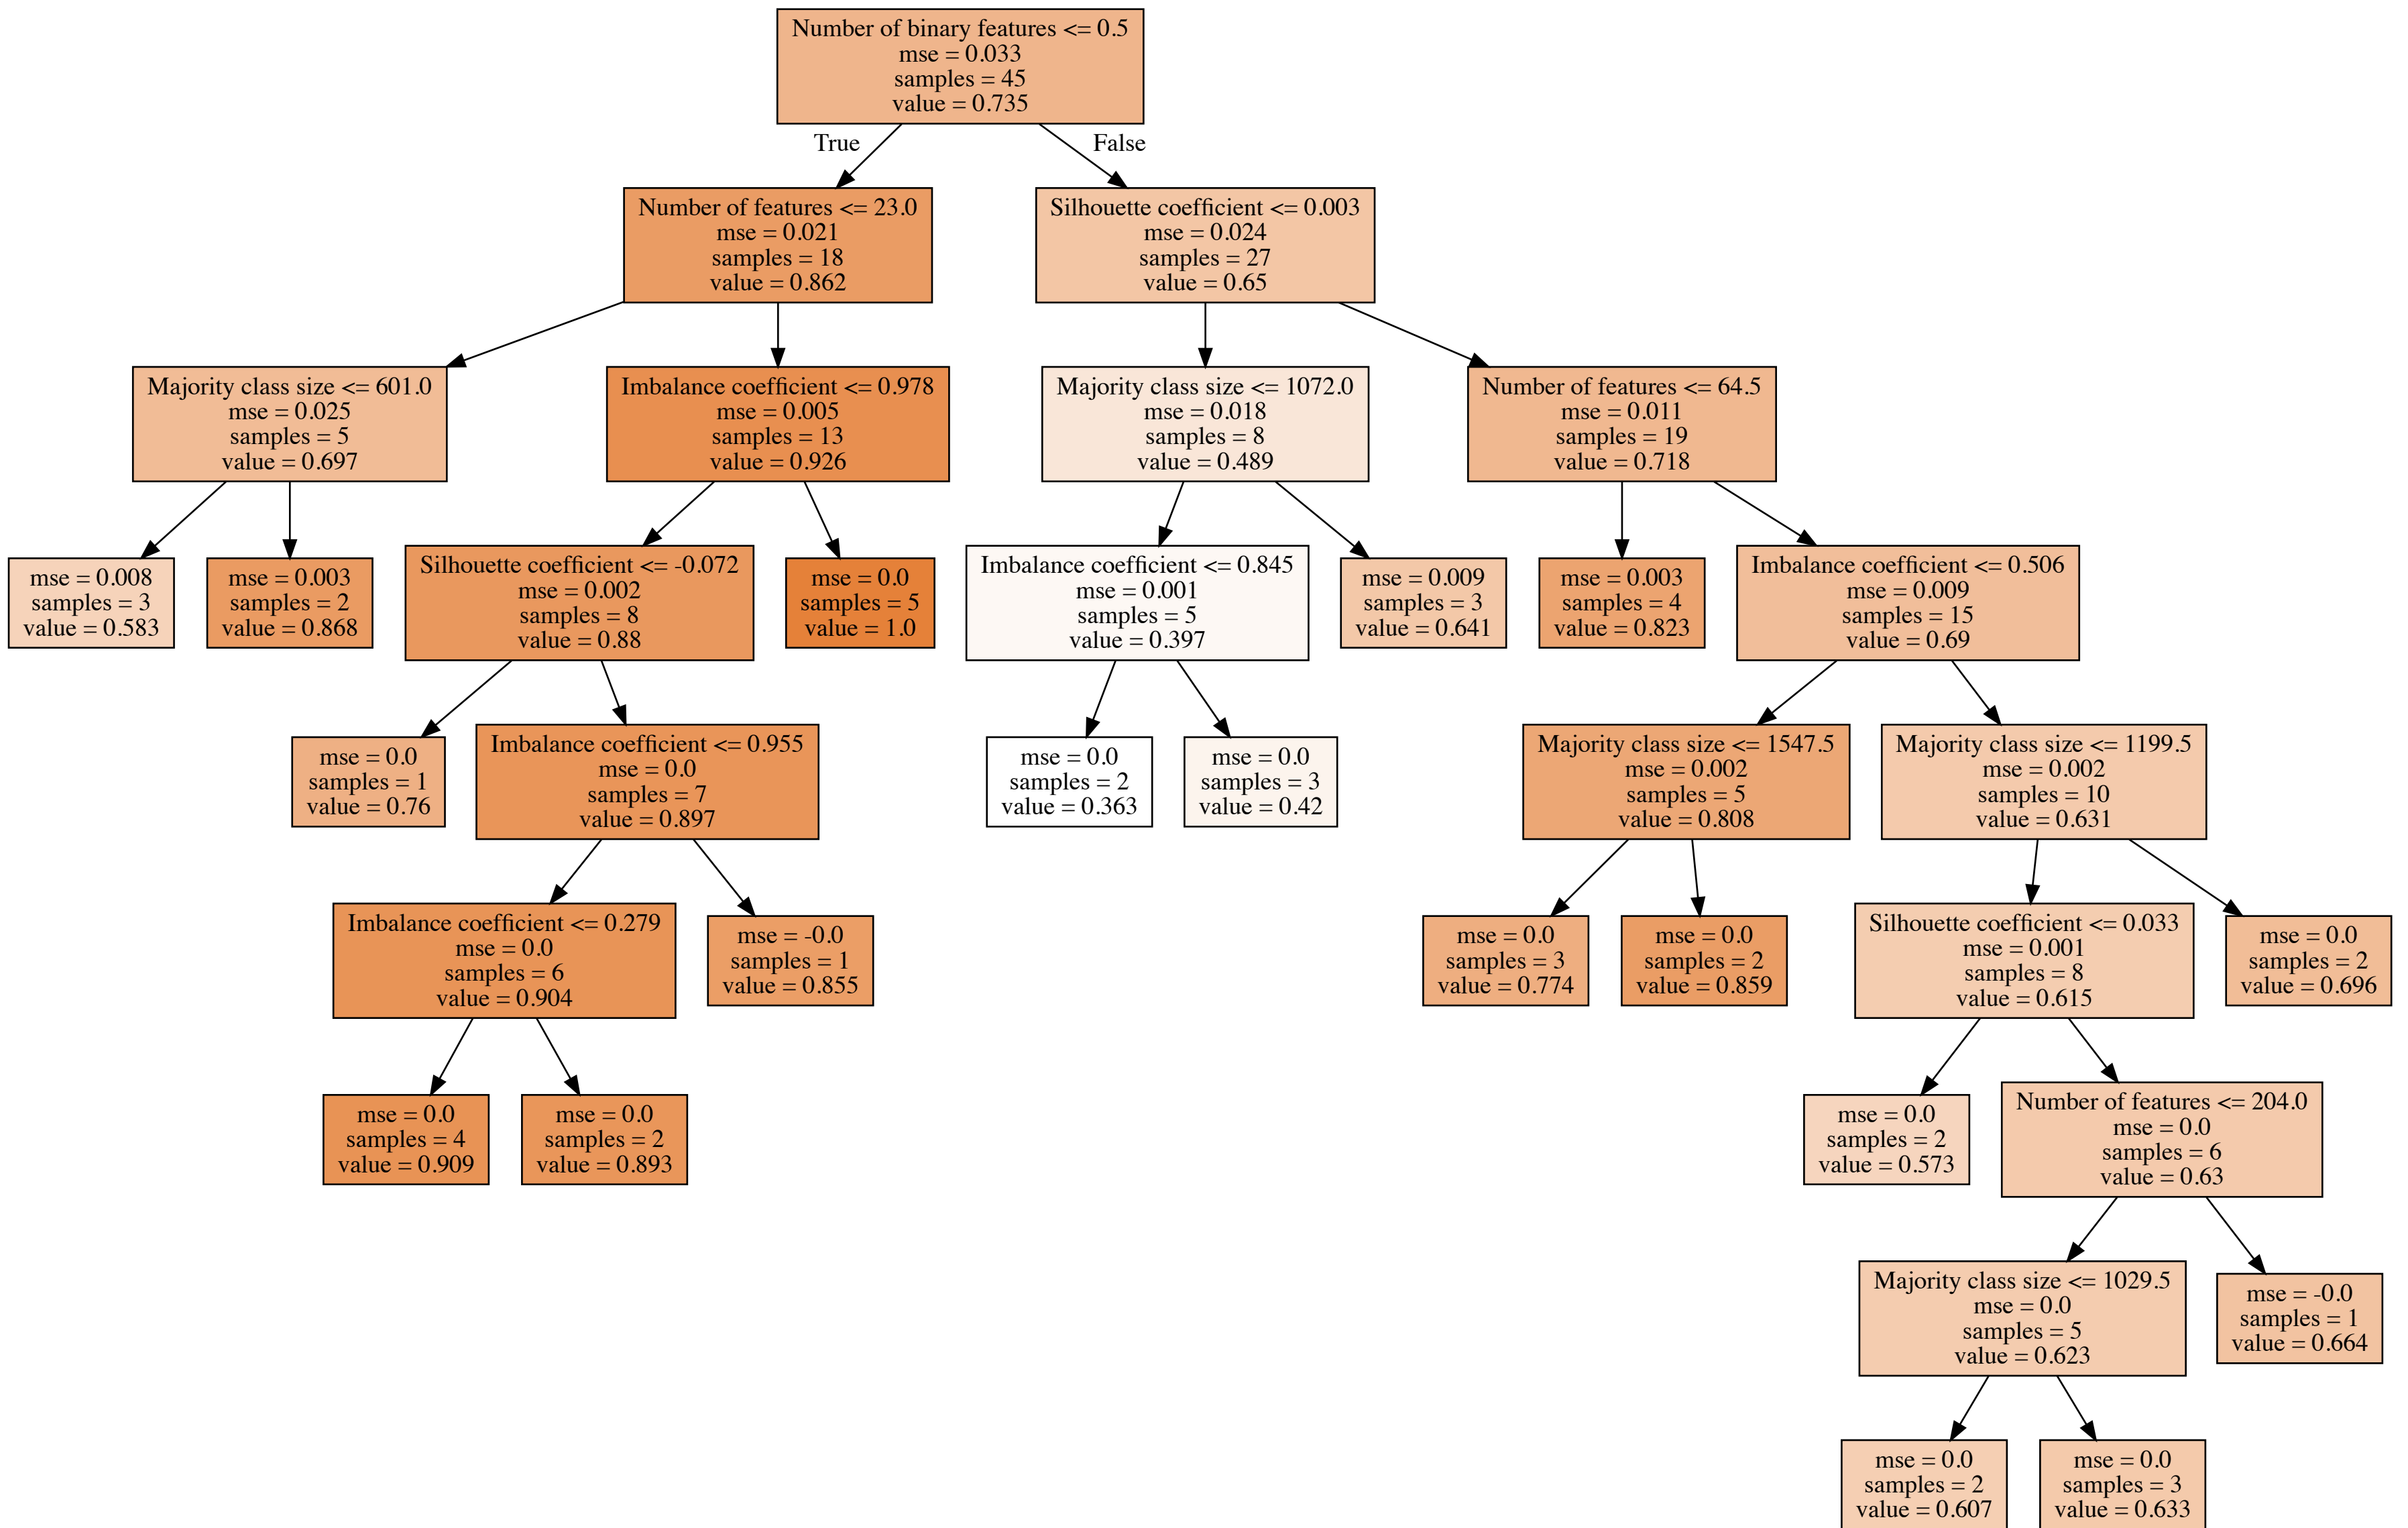 Number of binary features <= 0.5
mse = 0.033
samples = 45
value = 0.735
True
False
Number of features <= 23.0
mse = 0.021
samples = 18
value = 0.862
Silhouette coefficient <= 0.003
mse = 0.024
samples = 27
value = 0.65
Majority class size <= 601.0
mse = 0.025
samples = 5
value = 0.697
Imbalance coefficient <= 0.978
mse = 0.005
samples = 13
value = 0.926
Majority class size <= 1072.0
mse = 0.018
samples = 8
value = 0.489
Number of features <= 64.5
mse = 0.011
samples = 19
value = 0.718
mse = 0.008
samples = 3
value = 0.583
mse = 0.003
samples = 2
value = 0.868
Silhouette coefficient <= -0.072
mse = 0.002
samples = 8
value = 0.88
mse = 0.0
samples = 5
value = 1.0
Imbalance coefficient <= 0.845
mse = 0.001
samples = 5
value = 0.397
mse = 0.009
samples = 3
value = 0.641
mse = 0.003
samples = 4
value = 0.823
Imbalance coefficient <= 0.506
mse = 0.009
samples = 15
value = 0.69
mse = 0.0
samples = 1
value = 0.76
Imbalance coefficient <= 0.955
mse = 0.0
samples = 7
value = 0.897
mse = 0.0
samples = 2
value = 0.363
mse = 0.0
samples = 3
value = 0.42
Majority class size <= 1547.5
mse = 0.002
samples = 5
value = 0.808
Majority class size <= 1199.5
mse = 0.002
samples = 10
value = 0.631
Imbalance coefficient <= 0.279
mse = 0.0
samples = 6
value = 0.904
mse = -0.0
samples = 1
value = 0.855
mse = 0.0
samples = 3
value = 0.774
mse = 0.0
samples = 2
value = 0.859
Silhouette coefficient <= 0.033
mse = 0.001
samples = 8
value = 0.615
mse = 0.0
samples = 2
value = 0.696
mse = 0.0
samples = 4
value = 0.909
mse = 0.0
samples = 2
value = 0.893
mse = 0.0
samples = 2
value = 0.573
Number of features <= 204.0
mse = 0.0
samples = 6
value = 0.63
Majority class size <= 1029.5
mse = 0.0
samples = 5
value = 0.623
mse = -0.0
samples = 1
value = 0.664
mse = 0.0
samples = 2
value = 0.607
mse = 0.0
samples = 3
value = 0.633